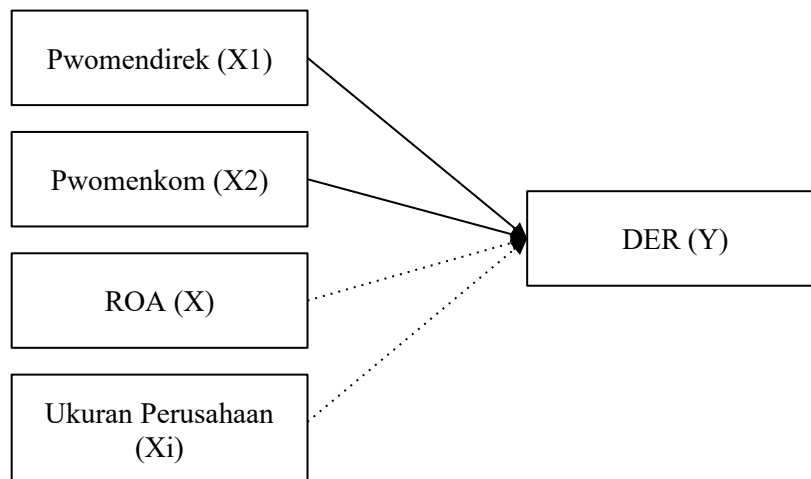 Pwomendirek (X1)
Pwomenkom (X2)
ROA (X)
Ukuran Perusahaan
(Xi)
DER (Y)